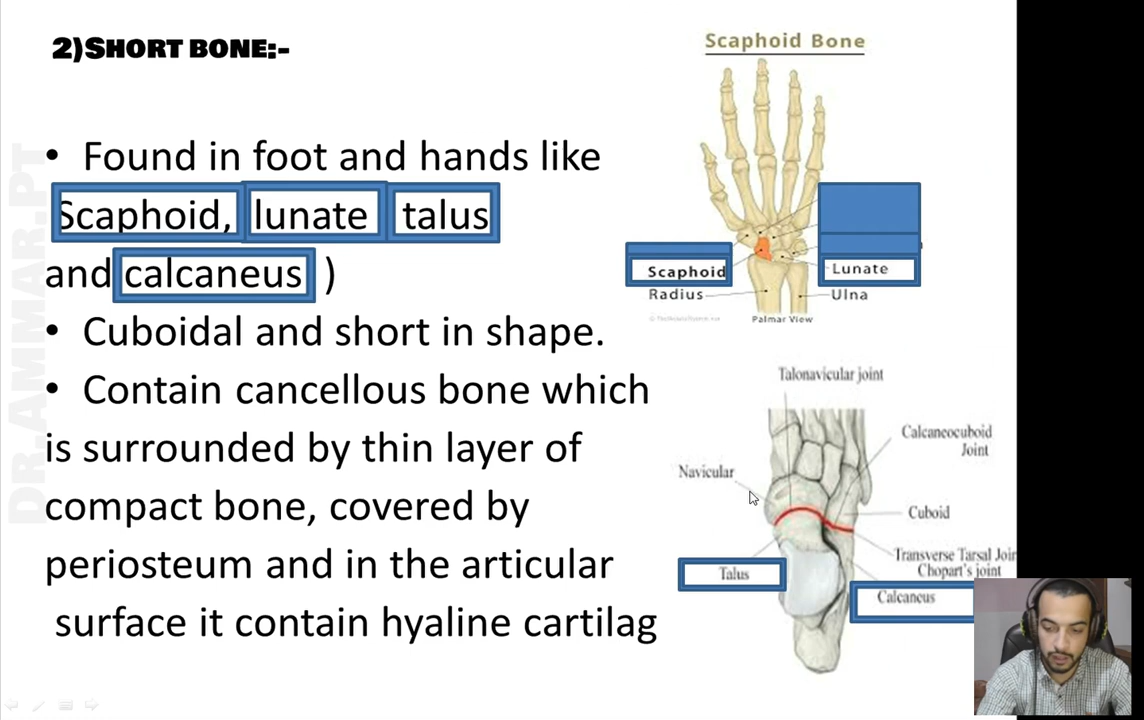 2)SHORT BONE:-
• Found in foot and hands like
Scaphoid, lunate talus
and calcaneus )
• Cuboidal and short in shape.
• Contain cancellous bone which
is surrounded by thin layer of
compact bone, covered by
periosteum and in the articular
surface it contain hyaline cartilag
Scaphoid Bone
Scaphoid
Lunate
Radius
Ulna
Palmar View
Talonavicular joint
Calcaneocuboid
Joint
Navicular
Cuboid
Transverse Tarsal Join
Chopart's joint
Talus
Calcaneus
DR.AMMAR.PT